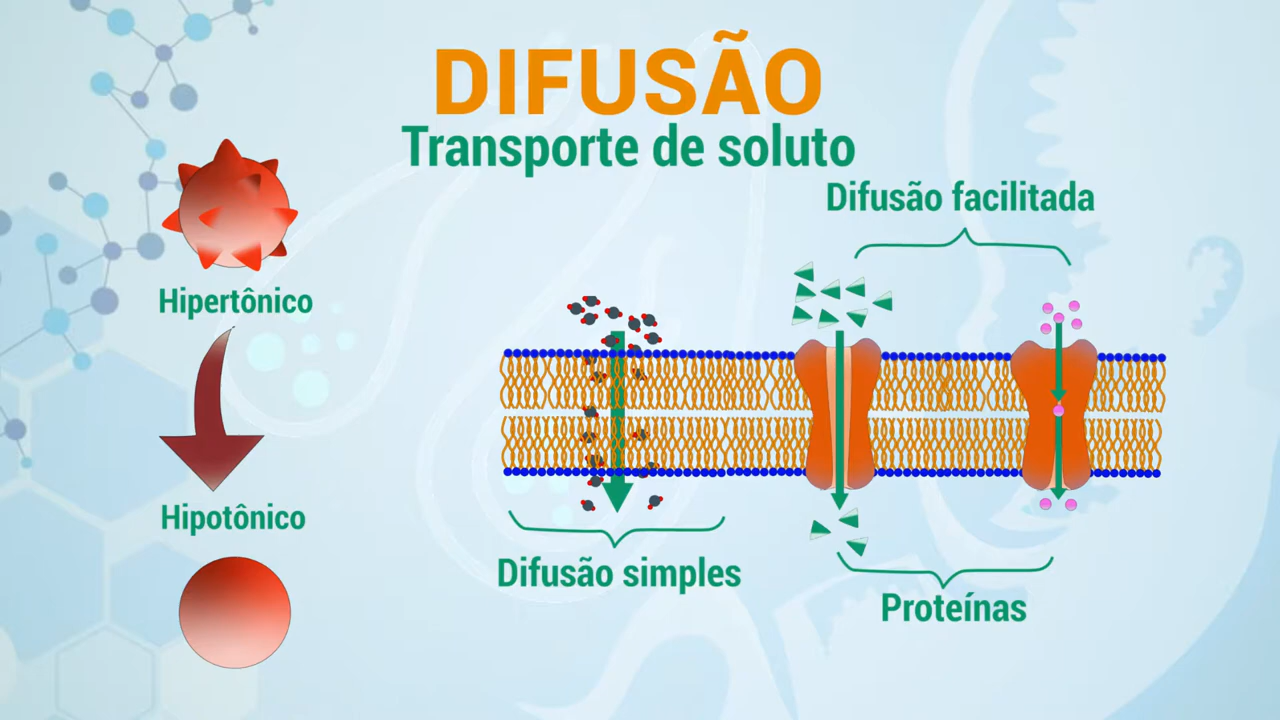 DIFUSÃO
Transporte de soluto
Difusão facilitada
Hipertônico
Hipotônico
Difusão simples
Proteínas